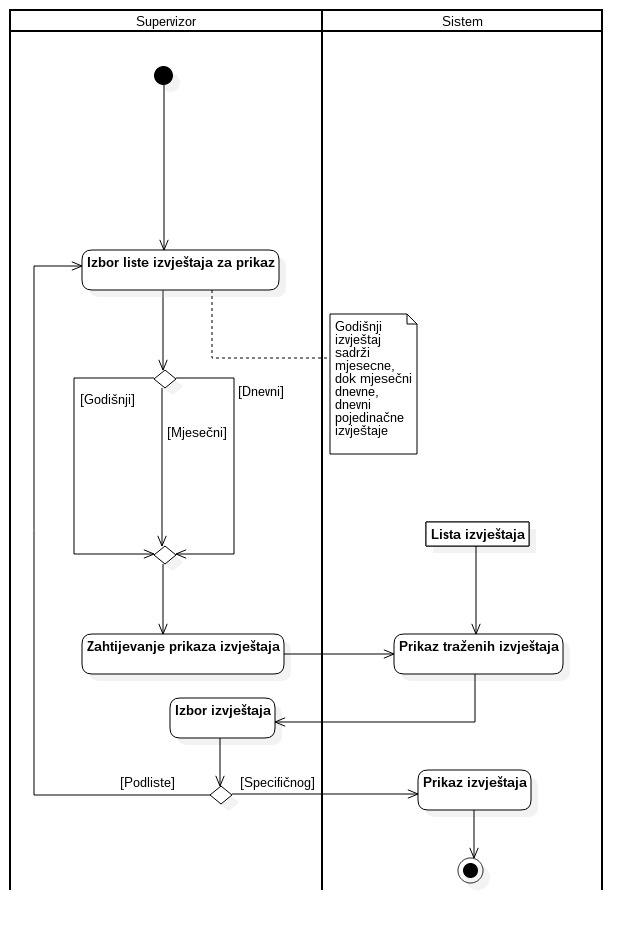 Supervizor
Sistem
Izbor liste izvještaja za prikaz
Godišnji
izvještaj
sadrži
mjesecne,
dok mjesečni
dnevne,
dnevni
pojedinačne
izvještaje
[Godišnji]
[Dnevni]
[Mjesečni]
Lista izvještaja
Zahtijevanje prikaza izvještaja
Prikaz traženih izvještaja
Izbor izvještaja
[Podliste]
[Specifičnog]
Prikaz izvještaja